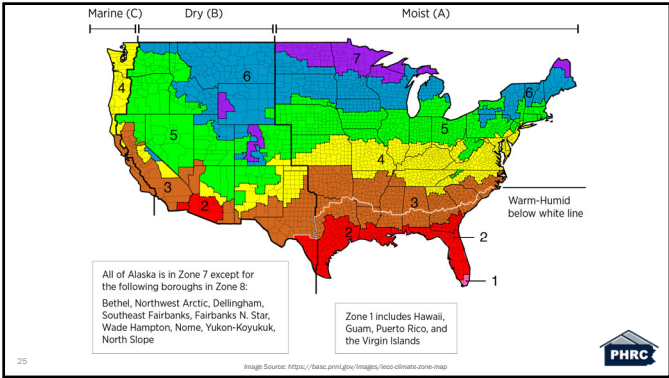 Marine (C)
Dry (B)
Moist (A)
7
6
6
4
5
5
4
3
3
2
2
Warm-Humid
below white line
2
1
All of Alaska is in Zone 7 except for
the following boroughs in Zone 8:
Bethel, Northwest Arctic, Dellingham,
Southeast Fairbanks, Fairbanks N. Star,
Wade Hampton, Nome, Yukon-Koyukuk,
North Slope
Zone 1 includes Hawaii,
Guam, Puerto Rico, and
the Virgin Islands
PHRC
25
Image Source: https://basc.pnnl.gov/images/iecc-climate-zone-map